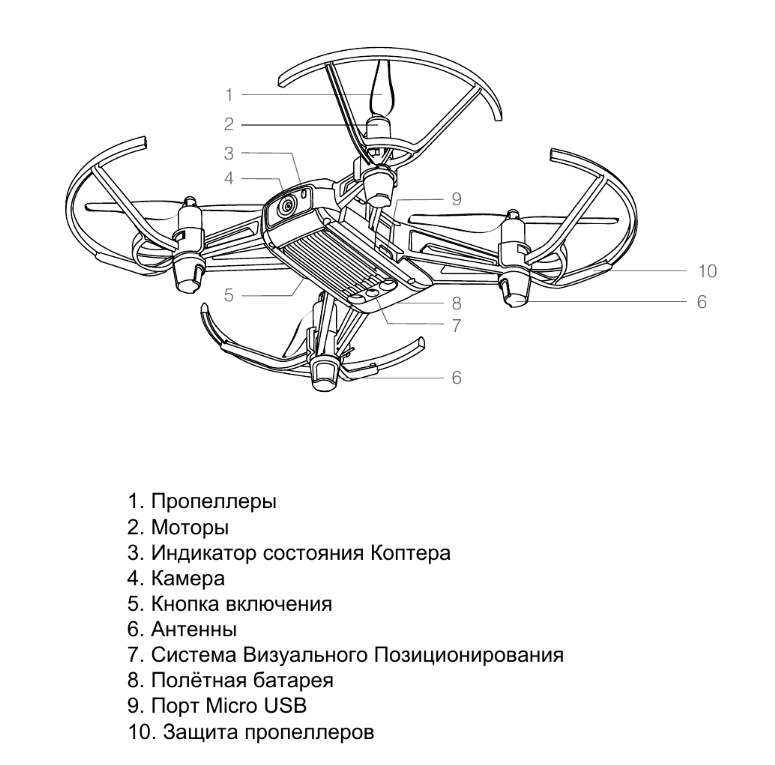 1
2
3
4
9
10
5
8
6
7
6
1. Пропеллеры
2. Моторы
3. Индикатор состояния Коптера
4. Камера
5. Кнопка включения
6. Антенны
7. Система Визуального Позиционирования
8. Полётная батарея
9. Порт Micro USB
10. Защита пропеллеров